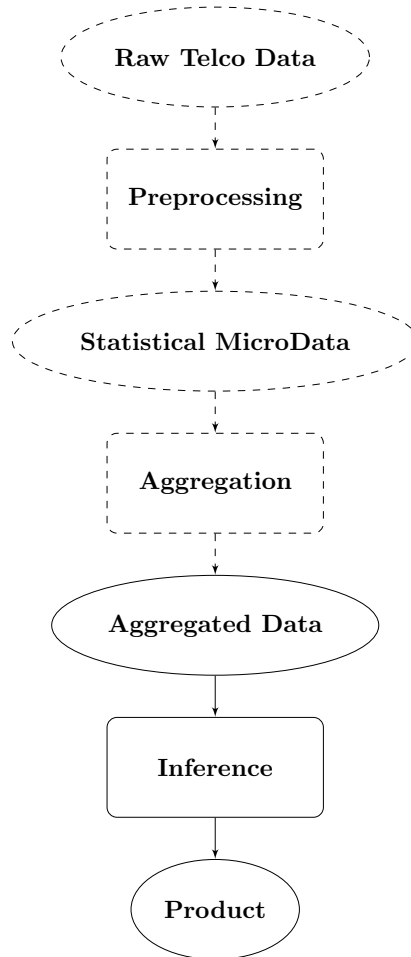 Raw Telco Data
Preprocessing
Statistical MicroData
Aggregation
Aggregated Data
Inference
Product